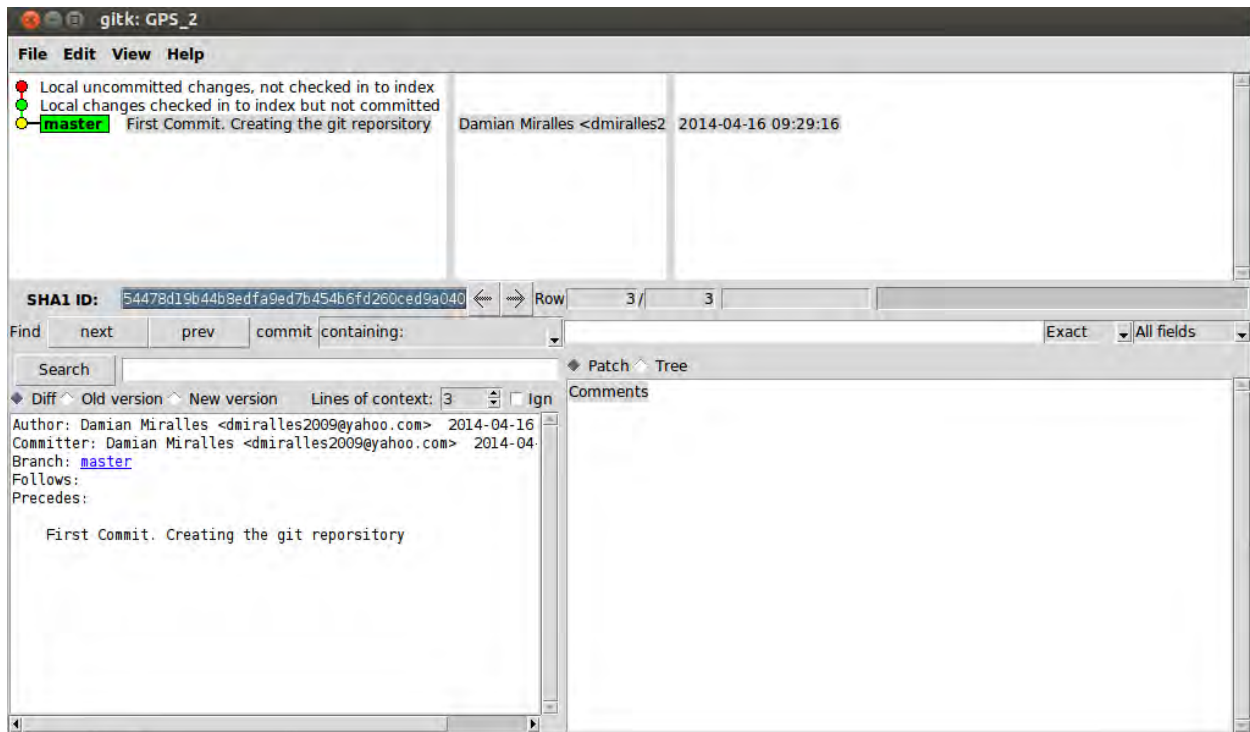 gitk: GPS_2
File Edit View Help
Local uncommitted changes, not checked in to index
Local changes checked in to index but not committed
master First Commit. Creating the git reporsitory Damian Miralles <dmiralles2 2014-04-16 09:29:16
SHA1 ID: 54478d19b44b8edfa9ed7b454b6fd260ced9a040 Row 3 / 3
Find next prev commit containing: Exact All fields
Search
Patch Tree
Diff Old version New version Lines of context: 3 Ign
Comments
Author: Damian Miralles <dmiralles2009@yahoo.com> 2014-04-16
Committer: Damian Miralles <dmiralles2009@yahoo.com> 2014-04-
Branch: master
Follows:
Precedes:
First Commit. Creating the git reporsitory